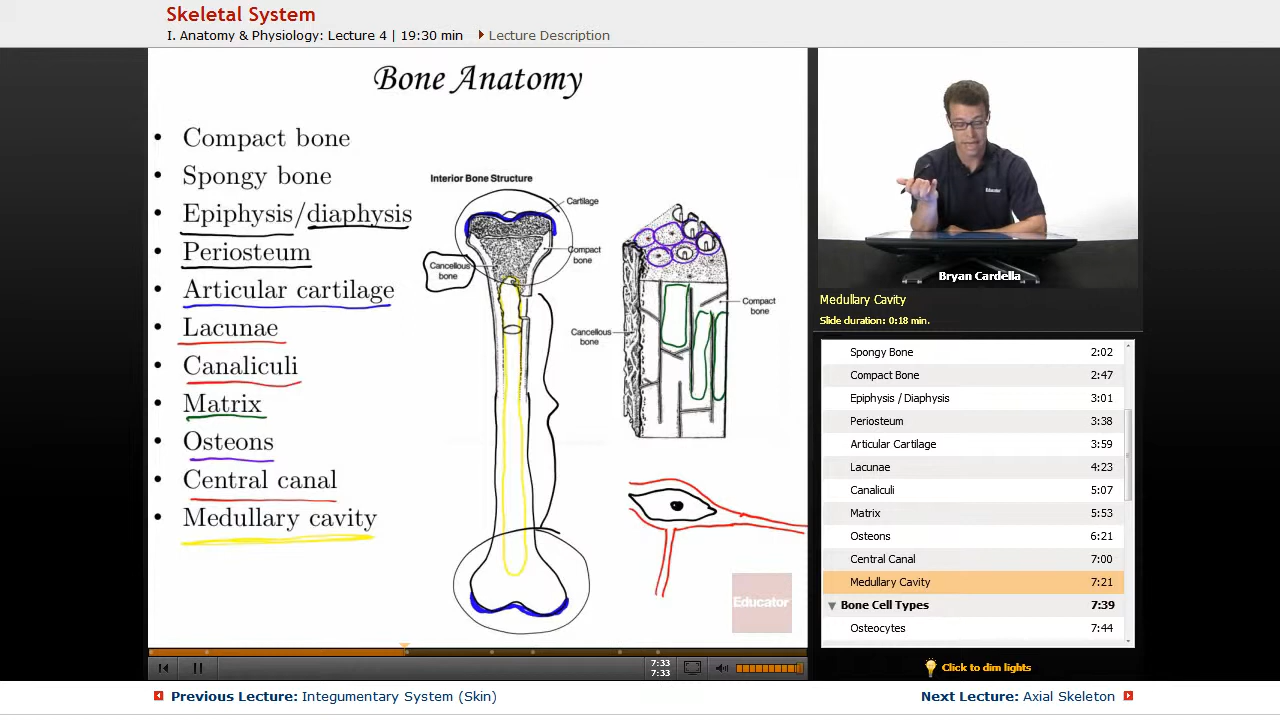 Skeletal System
I. Anatomy & Physiology: Lecture 4 | 19:30 min Lecture Description
Bone Anatomy
• Compact bone
• Spongy bone
• Epiphysis/diaphysis
• Periosteum
• Articular cartilage
• Lacunae
• Canaliculi
• Matrix
• Osteons
• Central canal
• Medullary cavity
Interior Bone Structure
Cartilage
Compact
bone
Cancellous
bone
Cancellous
bone
Compact
bone
Educator
Educator
Bryan Cardella
Medullary Cavity
Slide duration: 0:18 min.
Spongy Bone 2:02
Compact Bone 2:47
Epiphysis / Diaphysis 3:01
Periosteum 3:38
Articular Cartilage 3:59
Lacunae 4:23
Canaliculi 5:07
Matrix 5:53
Osteons 6:21
Central Canal 7:00
Medullary Cavity 7:21
Bone Cell Types 7:39
Osteocytes 7:44
7:33
7:33
Click to dim lights
Previous Lecture: Integumentary System (Skin)
Next Lecture: Axial Skeleton